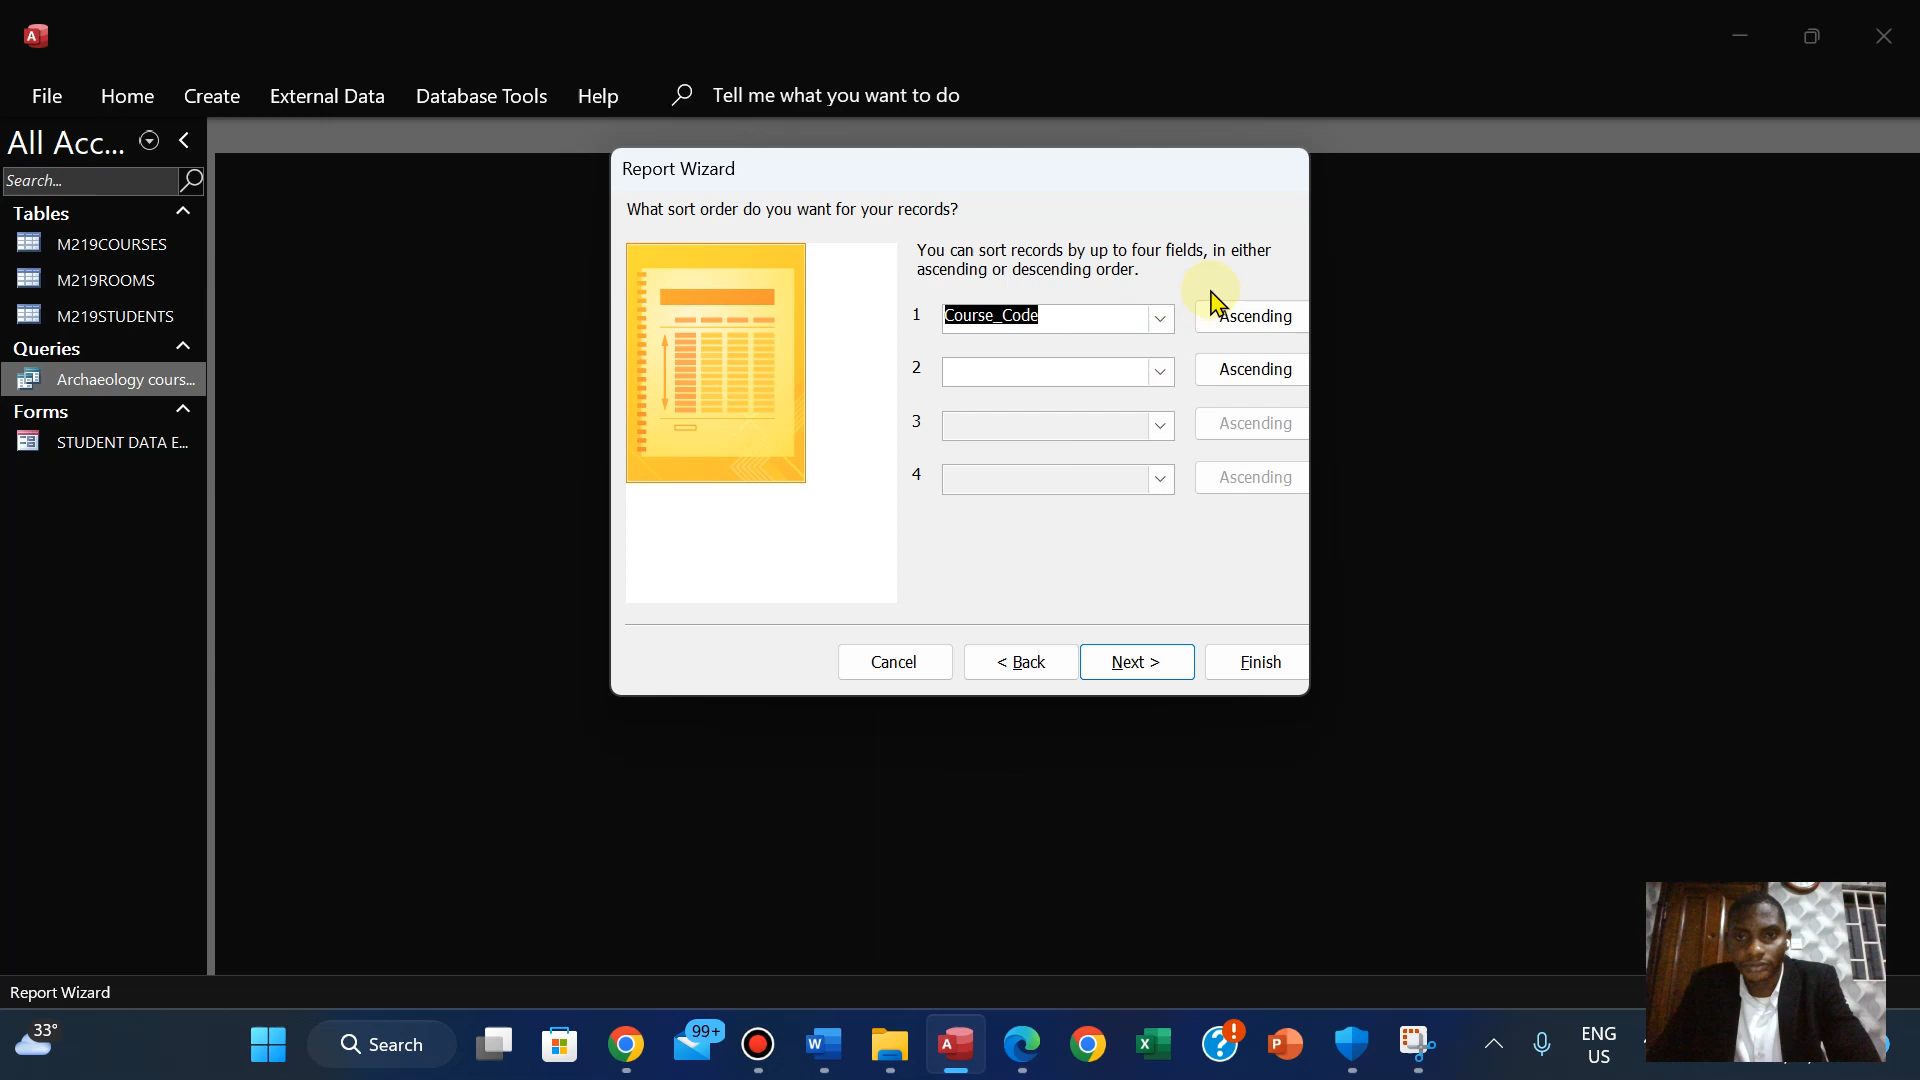 A
File Home Create External Data Database Tools Help Tell me what you want to do
All Acc...
Search...
Tables
M219COURSES
M219ROOMS
M219STUDENTS
Queries
Archaeology cours...
Forms
STUDENT DATA E...
Report Wizard
What sort order do you want for your records?
You can sort records by up to four fields, in either
ascending or descending order.
1 Course_Code Ascending
2 Ascending
3 Ascending
4 Ascending
Cancel < Back Next > Finish
Report Wizard
33°
Search
99+
W
A
X
P
ENG
US